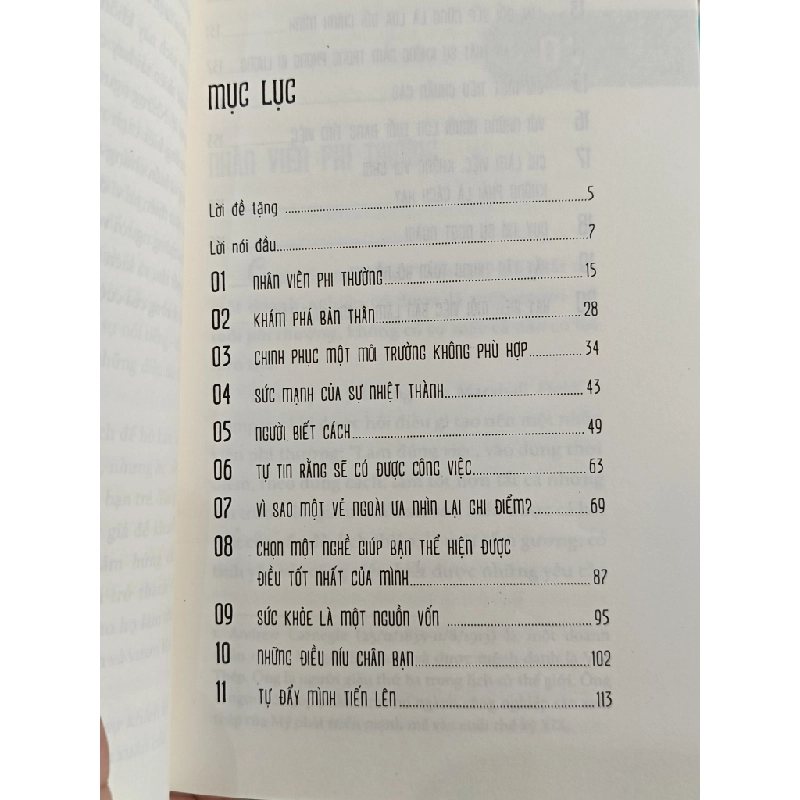 MỤC LỤC
Lời đề tặng 5
Lời nói đầu 7
01 NHÂN VIÊN PHI THƯỜNG 15
02 KHÁM PHÁ BẢN THÂN 28
03 CHINH PHỤC MỘT MÔI TRƯỜNG KHÔNG PHÙ HỢP 34
04 SỨC MẠNH CỦA SỰ NHIỆT THÀNH 43
05 NGƯỜI BIẾT CÁCH 49
06 TỰ TIN RẰNG SẼ CÓ ĐƯỢC CÔNG VIỆC 63
07 VÌ SAO MỘT VẺ NGOÀI ƯA NHÌN LẠI GHI ĐIỂM? 69
08 CHỌN MỘT NGHỀ GIÚP BẠN THỂ HIỆN ĐƯỢC
ĐIỀU TỐT NHẤT CỦA MÌNH 87
09 SỨC KHỎE LÀ MỘT NGUỒN VỐN 95
10 NHỮNG ĐIỀU NÍU CHÂN BẠN 102
11 TỰ ĐẨY MÌNH TIẾN LÊN 113